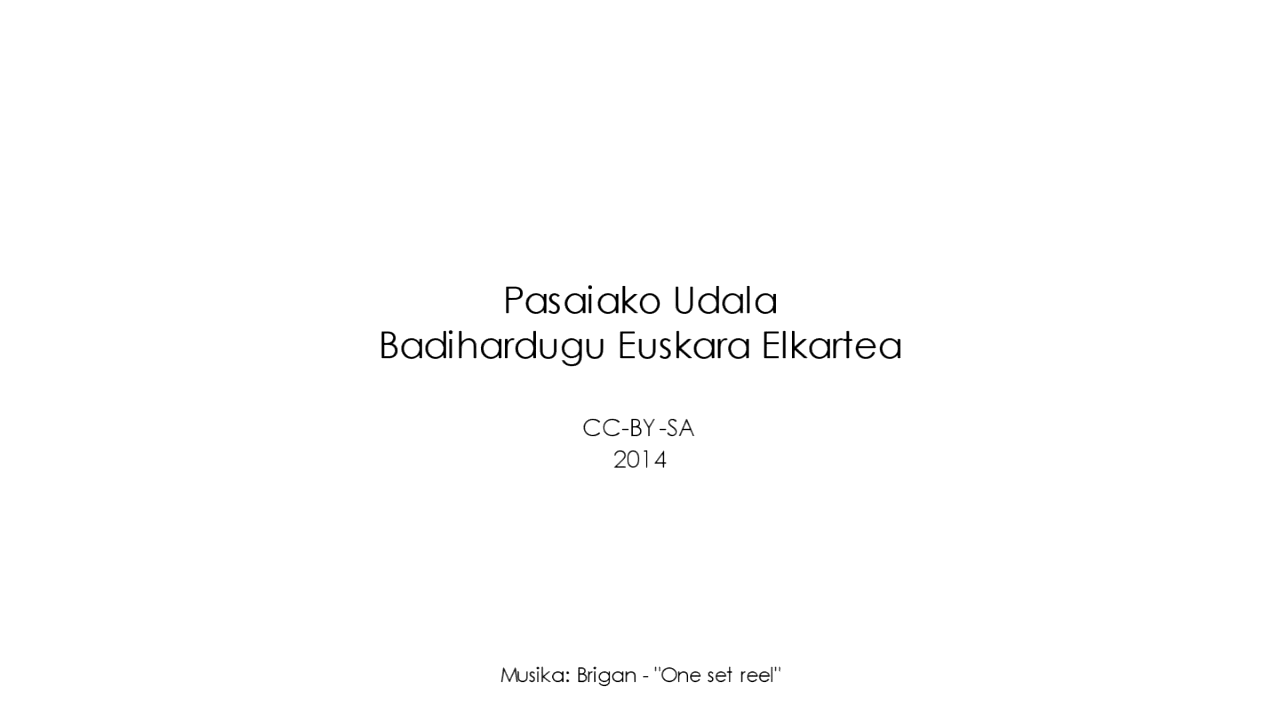 Pasaiako Udala
Badihardugu Euskara Elkartea
CC-BY-SA
2014
Musika: Brigan - "One set reel"